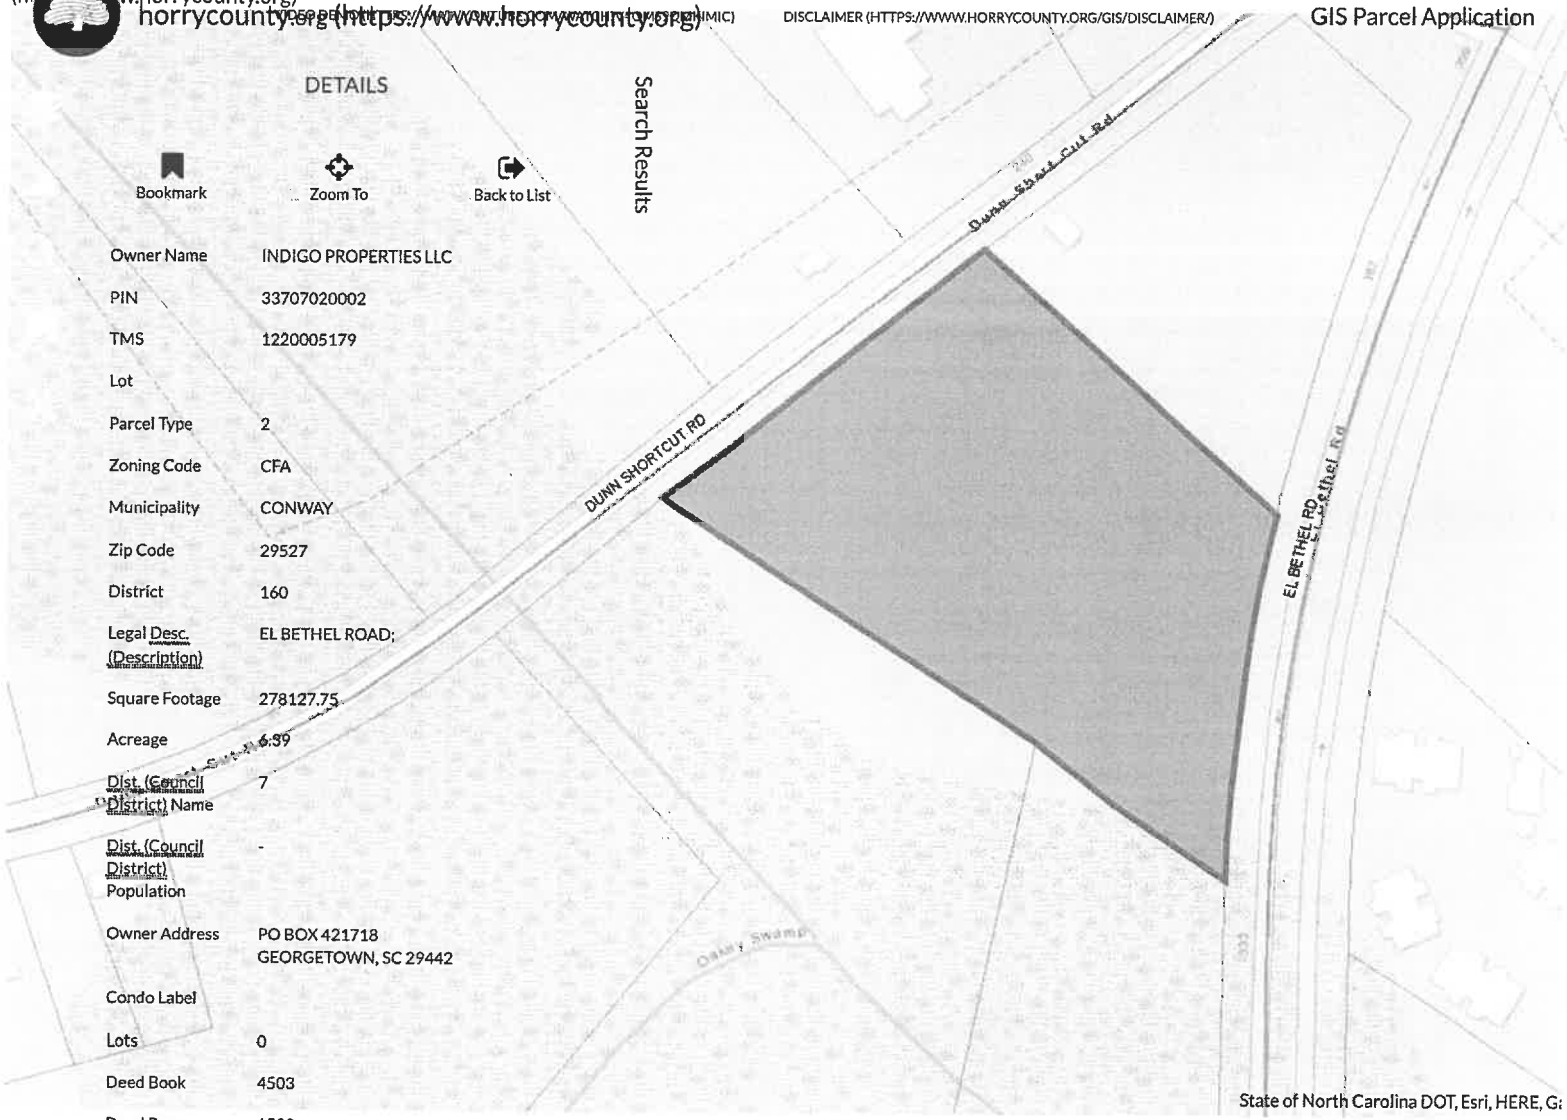 horrycounty.org (https://www.horrycounty.org)
DISCLAIMER (HTTPS://WWW.HORRYCOUNTY.ORG/GIS/DISCLAIMER/)
GIS Parcel Application
DETAILS
Search Results
Bookmark
Zoom To
Back to List
Owner Name INDIGO PROPERTIES LLC
PIN 33707020002
TMS 1220005179
Lot
Parcel Type 2
Zoning Code CFA
Municipality CONWAY
Zip Code 29527
District 160
Legal Desc. EL BETHEL ROAD;
(Description)
Square Footage 278127.75
Acreage 6.39
Dist. (Council 7
District) Name
Dist. (Council -
District)
Population
Owner Address PO BOX 421718
GEORGETOWN, SC 29442
Condo Label
Lots 0
Deed Book 4503
Dunn Short Cut Rd
DUNN SHORTCUT RD
EL BETHEL RD
El Bethel Rd
Swamp
State of North Carolina DOT, Esri, HERE, Ga